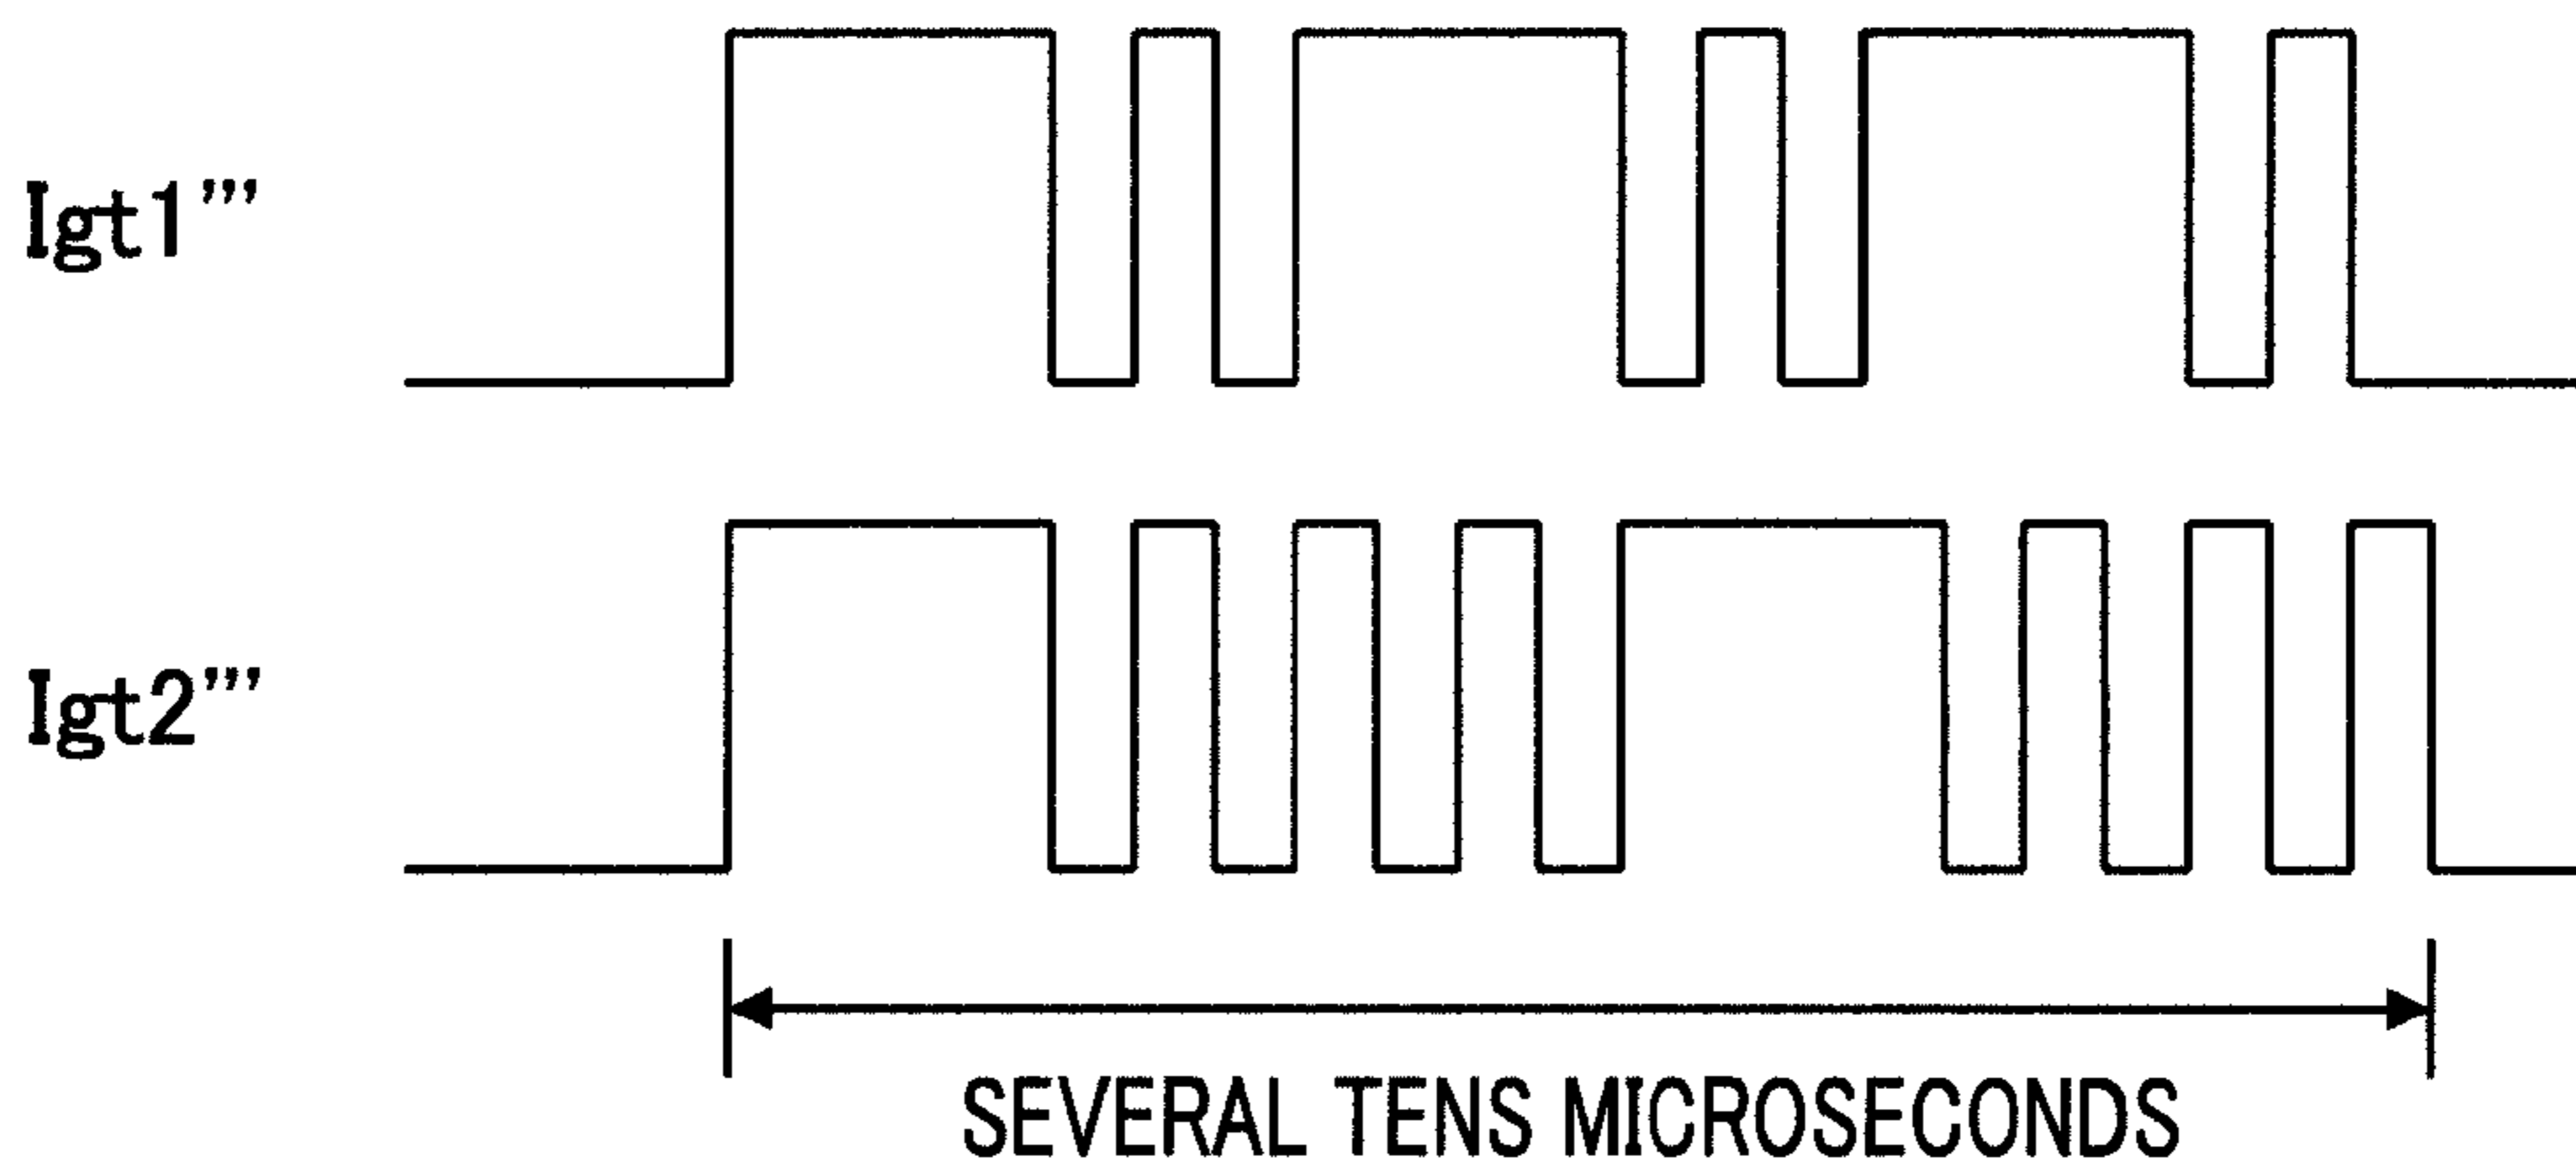 Igt1’’’
Igt2’’’
SEVERAL TENS MICROSECONDS